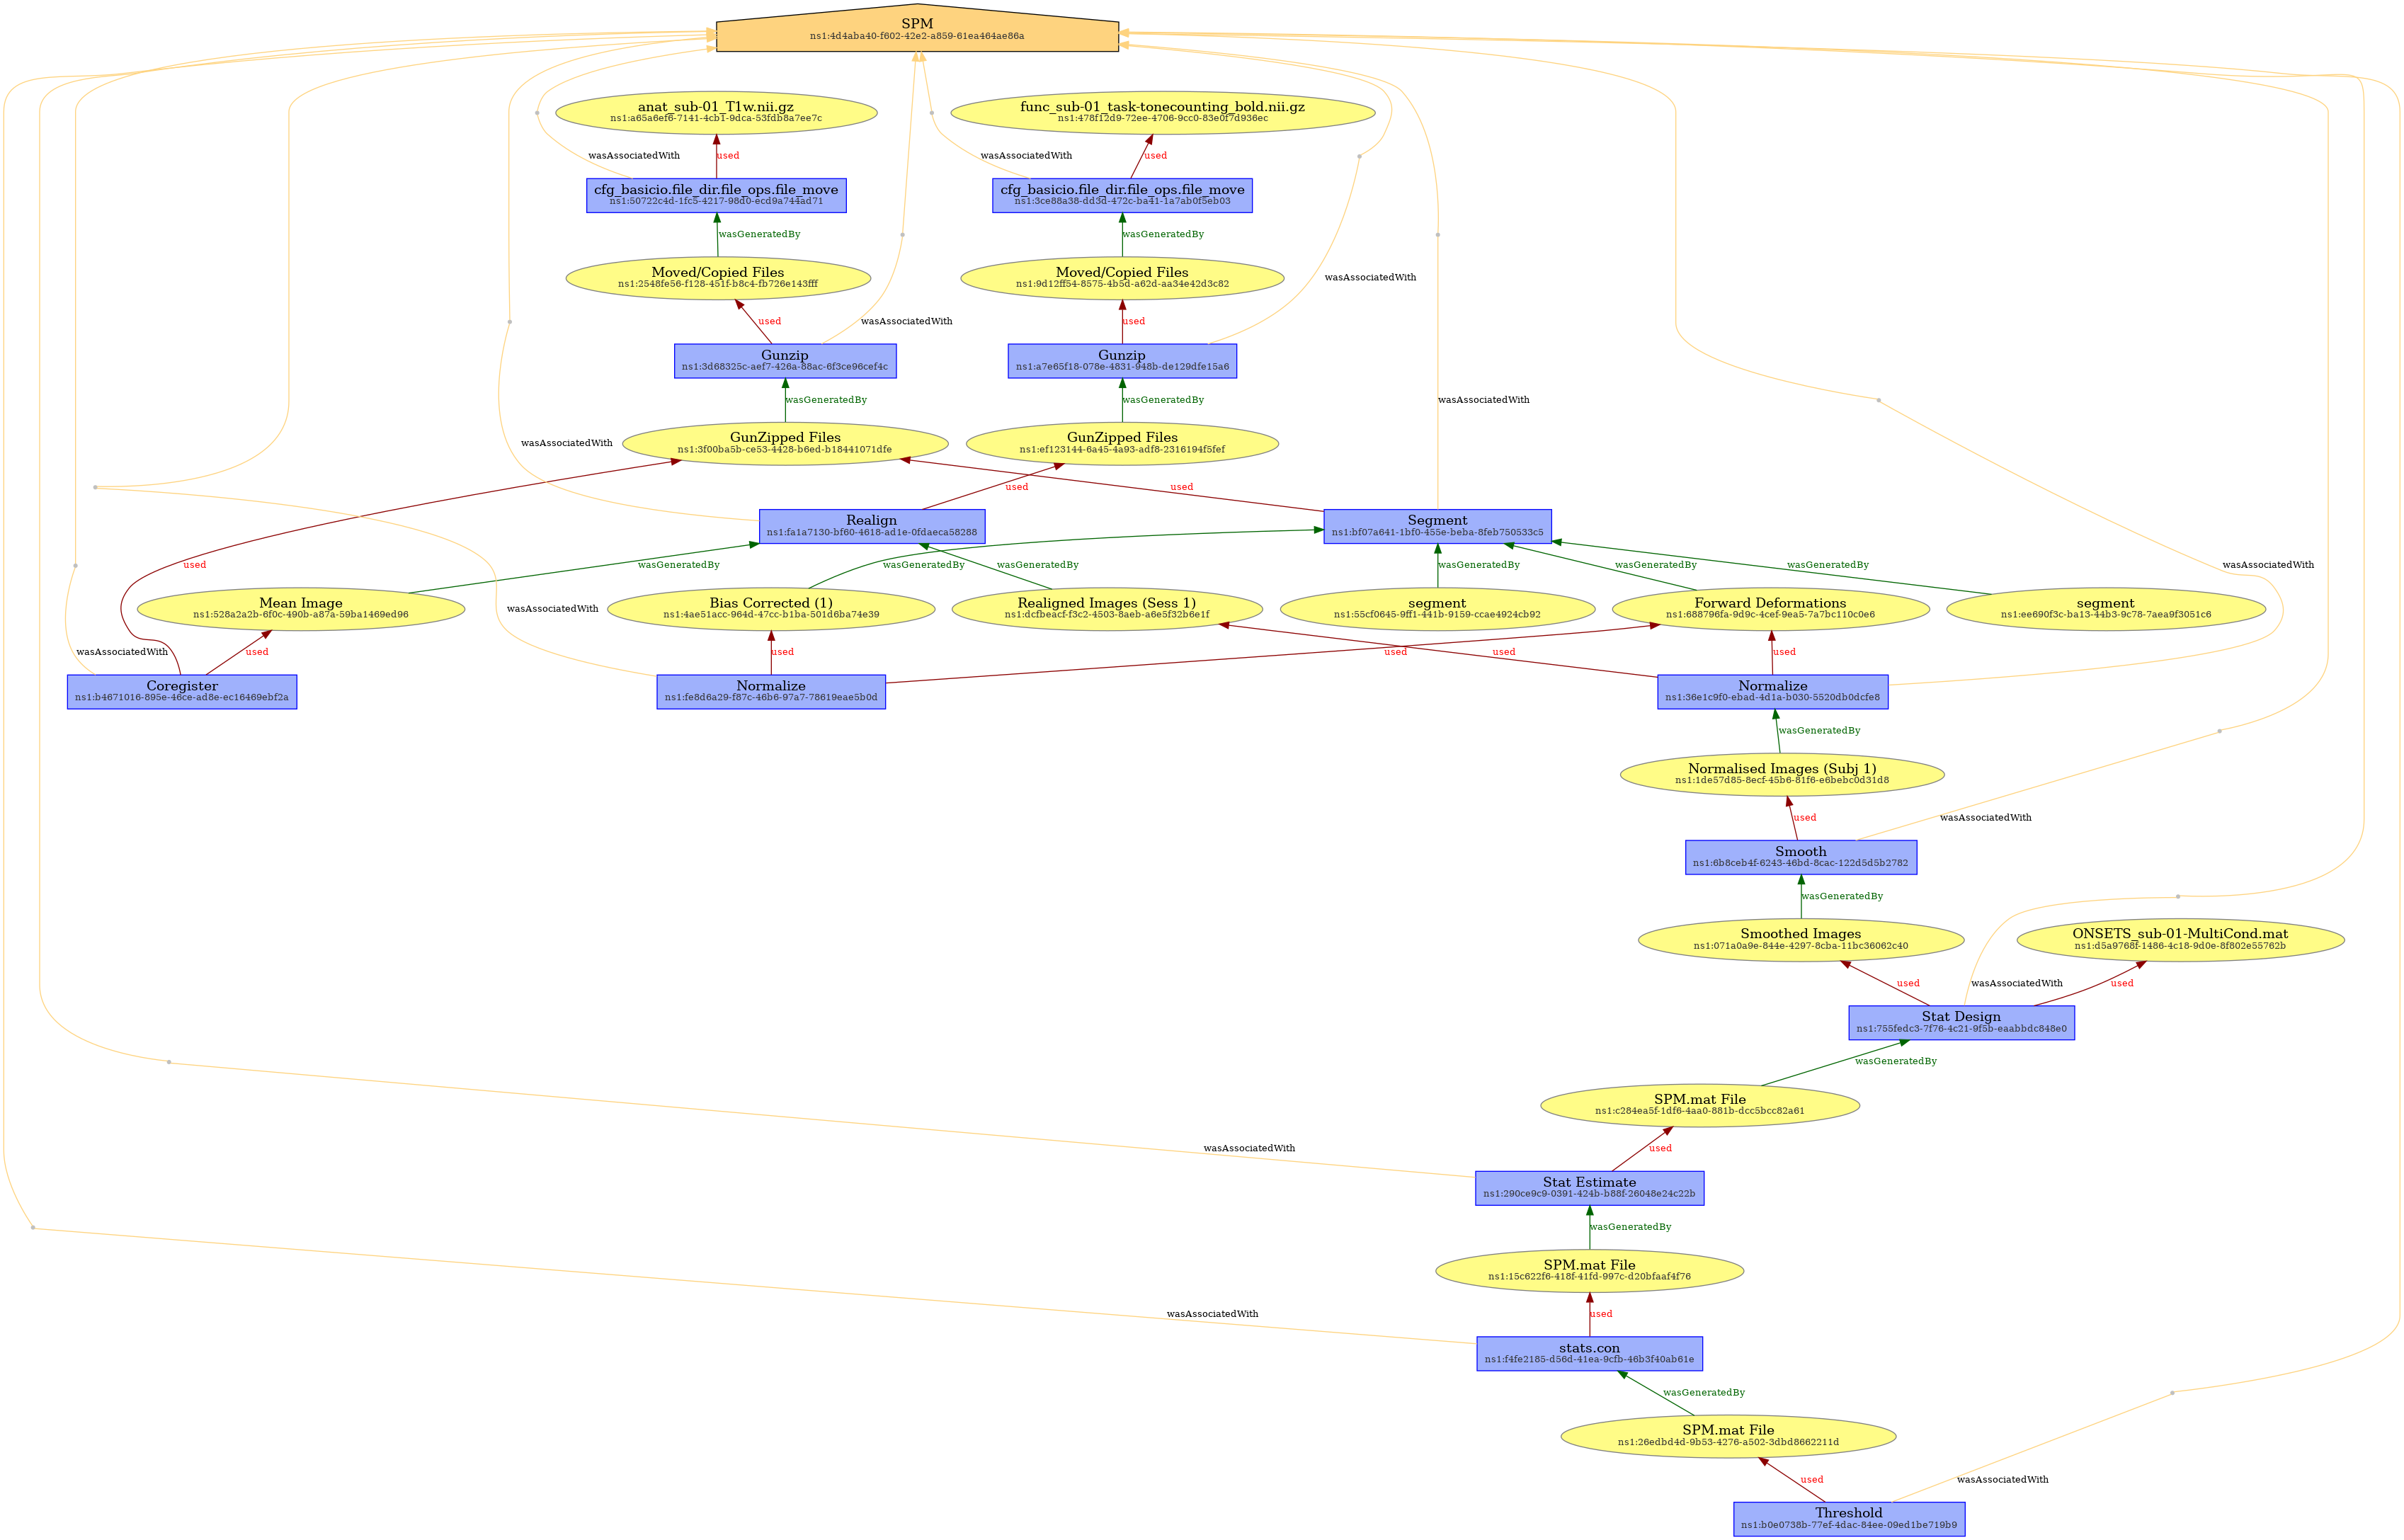 SPM
ns1:4d4aba40-f602-42e2-a859-61ea464ae86a
anat_sub-01_T1w.nii.gz
ns1:a65a6ef6-7141-4cb1-9dca-53fdb8a7ee7c
func_sub-01_task-tonecounting_bold.nii.gz
ns1:478f12d9-72ee-4706-9cc0-83e0f7d936ec
wasAssociatedWith
used
wasAssociatedWith
used
cfg_basicio.file_dir.file_ops.file_move
ns1:50722c4d-1fc5-4217-98d0-ecd9a744ad71
cfg_basicio.file_dir.file_ops.file_move
ns1:3ce88a38-dd3d-472c-ba41-1a7ab0f5eb03
wasGeneratedBy
wasGeneratedBy
Moved/Copied Files
ns1:2548fe56-f128-451f-b8c4-fb726e143fff
Moved/Copied Files
ns1:9d12ff54-8575-4b5d-a62d-aa34e42d3c82
wasAssociatedWith
used
wasAssociatedWith
used
Gunzip
ns1:3d68325c-aef7-426a-88ac-6f3ce96cef4c
Gunzip
ns1:a7e65f18-078e-4831-948b-de129dfe15a6
wasGeneratedBy
wasGeneratedBy
wasAssociatedWith
wasAssociatedWith
GunZipped Files
ns1:3f00ba5b-ce53-4428-b6ed-b18441071dfe
GunZipped Files
ns1:ef123144-6a45-4a93-adf8-2316194f5fef
used
used
Realign
ns1:fa1a7130-bf60-4618-ad1e-0fdaeca58288
Segment
ns1:bf07a641-1bf0-455e-beba-8feb750533c5
used
wasGeneratedBy
wasGeneratedBy
wasGeneratedBy
wasGeneratedBy
wasGeneratedBy
wasGeneratedBy
wasAssociatedWith
Mean Image
ns1:528a2a2b-6f0c-490b-a87a-59ba1469ed96
wasAssociatedWith
Bias Corrected (1)
ns1:4ae51acc-964d-47cc-b1ba-501d6ba74e39
Realigned Images (Sess 1)
ns1:dcfbeacf-f3c2-4503-8aeb-a6e5f32b6e1f
segment
ns1:55cf0645-9ff1-441b-9159-ccae4924cb92
Forward Deformations
ns1:688796fa-9d9c-4cef-9ea5-7a7bc110c0e6
segment
ns1:ee690f3c-ba13-44b3-9c78-7aea9f3051c6
wasAssociatedWith
used
used
used
used
used
Coregister
ns1:b4671016-895e-46ce-ad8e-ec16469ebf2a
Normalize
ns1:fe8d6a29-f87c-46b6-97a7-78619eae5b0d
Normalize
ns1:36e1c9f0-ebad-4d1a-b030-5520db0dcfe8
wasGeneratedBy
Normalised Images (Subj 1)
ns1:1de57d85-8ecf-45b6-81f6-e6bebc0d31d8
used
wasAssociatedWith
Smooth
ns1:6b8ceb4f-6243-46bd-8cac-122d5d5b2782
wasGeneratedBy
Smoothed Images
ns1:071a0a9e-844e-4297-8cba-11bc36062c40
ONSETS_sub-01-MultiCond.mat
ns1:d5a9768f-1486-4c18-9d0e-8f802e55762b
used
wasAssociatedWith
used
Stat Design
ns1:755fedc3-7f76-4c21-9f5b-eaabbdc848e0
wasGeneratedBy
SPM.mat File
ns1:c284ea5f-1df6-4aa0-881b-dcc5bcc82a61
wasAssociatedWith
used
Stat Estimate
ns1:290ce9c9-0391-424b-b88f-26048e24c22b
wasGeneratedBy
SPM.mat File
ns1:15c622f6-418f-41fd-997c-d20bfaaf4f76
wasAssociatedWith
used
stats.con
ns1:f4fe2185-d56d-41ea-9cfb-46b3f40ab61e
wasGeneratedBy
SPM.mat File
ns1:26edbd4d-9b53-4276-a502-3dbd8662211d
used
wasAssociatedWith
Threshold
ns1:b0e0738b-77ef-4dac-84ee-09ed1be719b9